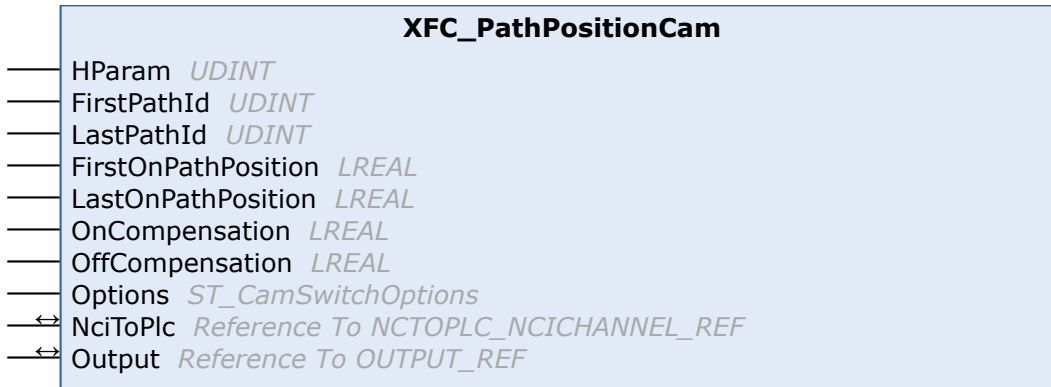 XFC_PathPositionCam
HParam UDINT
FirstPathId UDINT
LastPathId UDINT
FirstOnPathPosition LREAL
LastOnPathPosition LREAL
OnCompensation LREAL
OffCompensation LREAL
Options ST_CamSwitchOptions
↔ NciToPlc Reference To NCTOPLC_NCICHANNEL_REF
↔ Output Reference To OUTPUT_REF